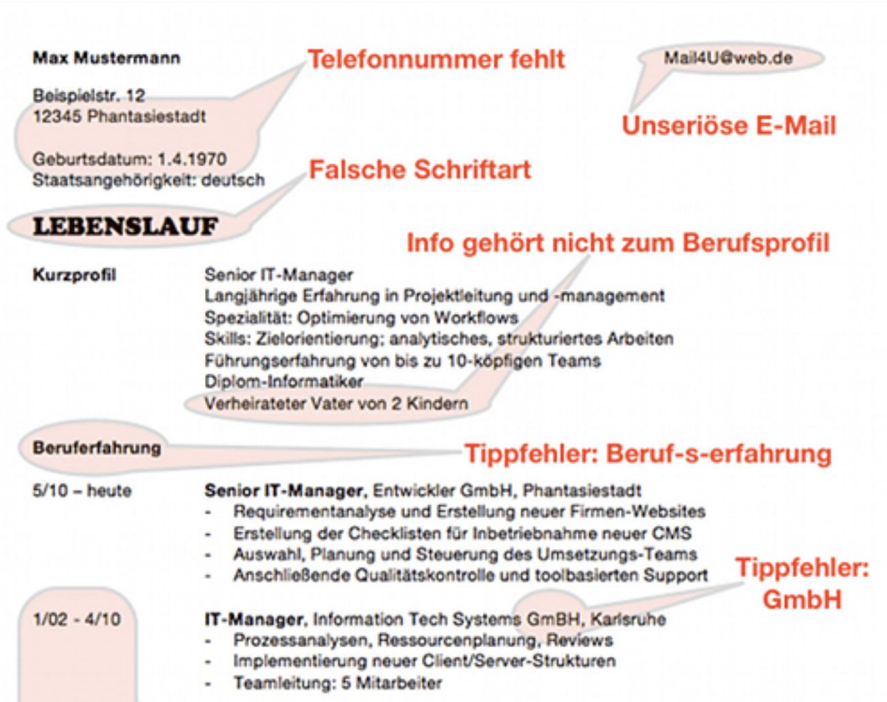 Max Mustermann
Telefonnummer fehlt
Mail4U@web.de
Beispielstr. 12
12345 Phantasiestadt
Unseriöse E-Mail
Geburtsdatum: 1.4.1970
Staatsangehörigkeit: deutsch
Falsche Schriftart
LEBENSLAUF
Info gehört nicht zum Berufsprofil
Kurzprofil Senior IT-Manager
Langjährige Erfahrung in Projektleitung und -management
Spezialität: Optimierung von Workflows
Skills: Zielorientierung; analytisches, strukturiertes Arbeiten
Führungserfahrung von bis zu 10-köpfigen Teams
Diplom-Informatiker
Verheirateter Vater von 2 Kindern
Beruferfahrung
Tippfehler: Beruf-s-erfahrung
5/10 – heute Senior IT-Manager, Entwickler GmbH, Phantasiestadt
- Requirementanalyse und Erstellung neuer Firmen-Websites
- Erstellung der Checklisten für Inbetriebnahme neuer CMS
- Auswahl, Planung und Steuerung des Umsetzungs-Teams
- Anschließende Qualitätskontrolle und toolbasierten Support
Tippfehler:
GmbH
1/02 - 4/10 IT-Manager, Information Tech Systems GmBH, Karlsruhe
- Prozessanalysen, Ressourcenplanung, Reviews
- Implementierung neuer Client/Server-Strukturen
- Teamleitung: 5 Mitarbeiter